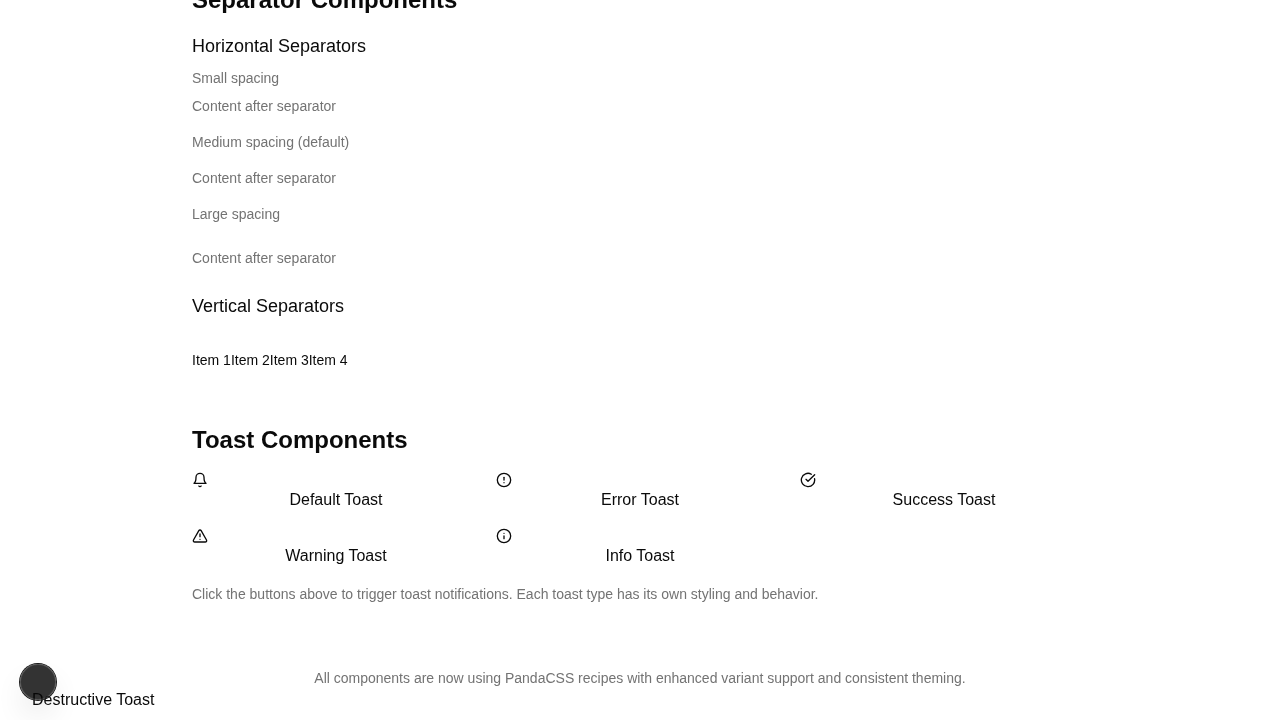 Separator Components
Horizontal Separators
Small spacing
Content after separator
Medium spacing (default)
Content after separator
Large spacing
Content after separator
Vertical Separators
Item 1Item 2Item 3Item 4
Toast Components
Default Toast
Error Toast
Success Toast
Warning Toast
Info Toast
Click the buttons above to trigger toast notifications. Each toast type has its own styling and behavior.
All components are now using PandaCSS recipes with enhanced variant support and consistent theming.
Destructive Toast